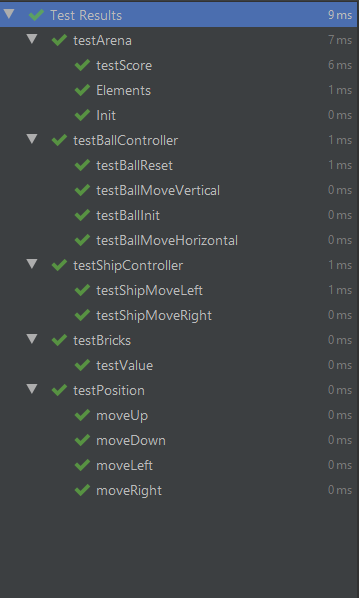 Test Results 9 ms
testArena 7 ms
testScore 6 ms
Elements 1 ms
Init 0 ms
testBallController 1 ms
testBallReset 1 ms
testBallMoveVertical 0 ms
testBallInit 0 ms
testBallMoveHorizontal 0 ms
testShipController 1 ms
testShipMoveLeft 1 ms
testShipMoveRight 0 ms
testBricks 0 ms
testValue 0 ms
testPosition 0 ms
moveUp 0 ms
moveDown 0 ms
moveLeft 0 ms
moveRight 0 ms